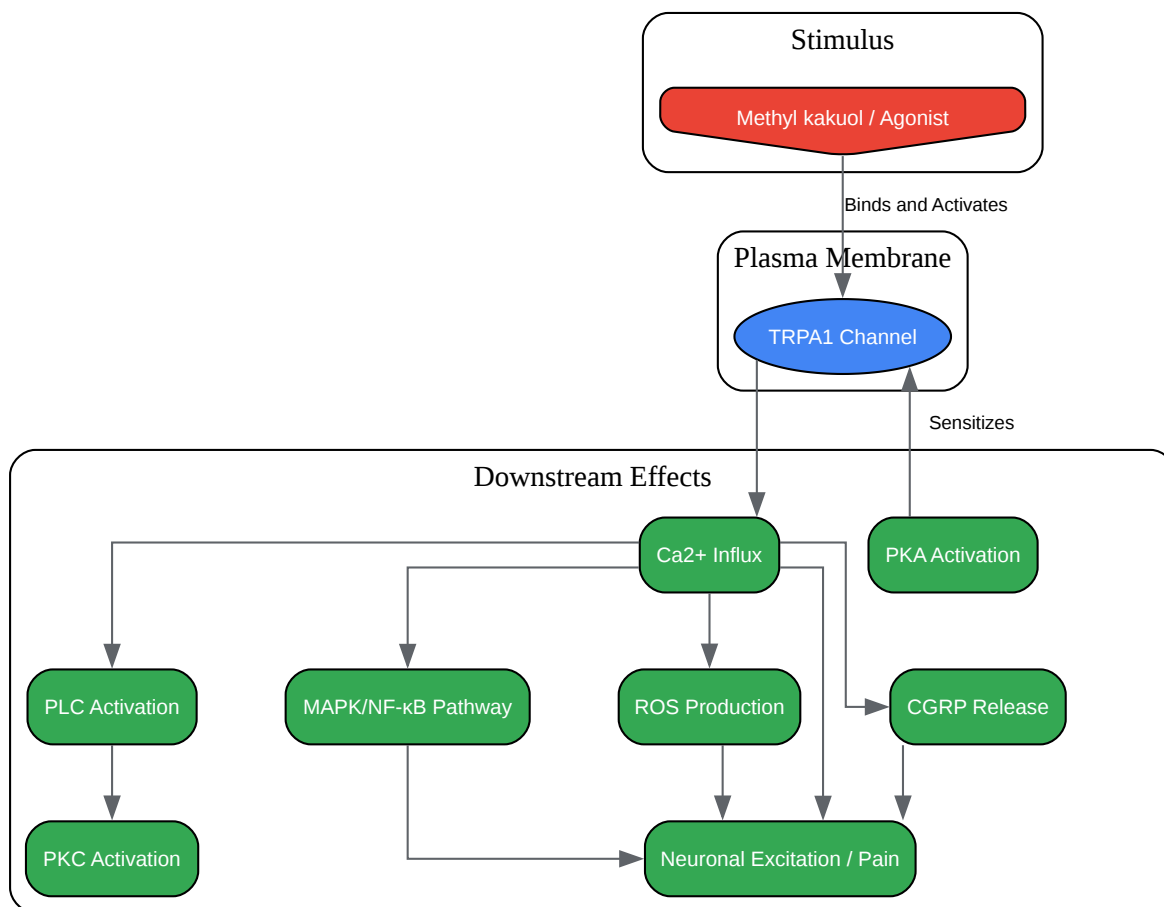 Stimulus
Methyl kakuol / Agonist
Binds and Activates
Plasma Membrane
TRPA1 Channel
Sensitizes
Downstream Effects
Ca2+ Influx
PKA Activation
PLC Activation
MAPK/NF-κB Pathway
ROS Production
CGRP Release
PKC Activation
Neuronal Excitation / Pain